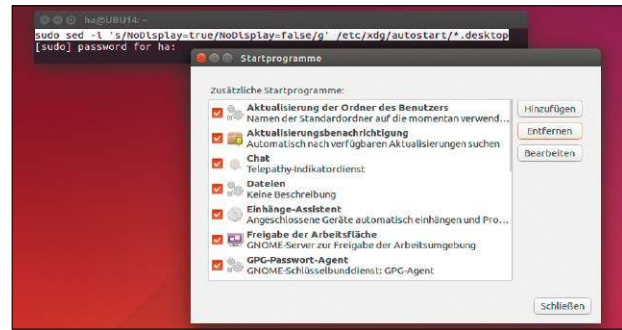 ha@UBU14: ~
sudo sed -i 's/NoDisplay=true/NoDisplay=false/g' /etc/xdg/autostart/*.desktop
[sudo] password for ha:
Startprogramme
Zusätzliche Startprogramme:
Aktualisierung der Ordner des Benutzers
Namen der Standardordner auf die momentan verwend...
Aktualisierungsbenachrichtigung
Automatisch nach verfügbaren Aktualisierungen suchen
Chat
Telepathy-Indikatordienst
Dateien
Keine Beschreibung
Einhänge-Assistent
Angeschlossene Geräte automatisch einhängen und Pro...
Freigabe der Arbeitsfläche
GNOME-Server zur Freigabe der Arbeitsumgebung
GPG-Passwort-Agent
GNOME-Schlüsselbunddienst: GPG-Agent
Hinzufügen
Entfernen
Bearbeiten
Schließen